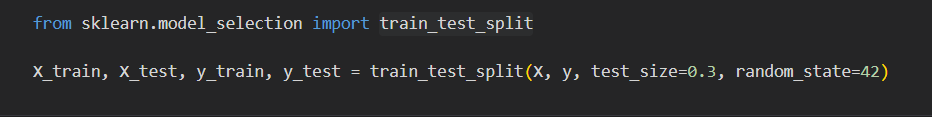 from sklearn.model_selection import train_test_split
X_train, X_test, y_train, y_test = train_test_split(X, y, test_size=0.3, random_state=42)